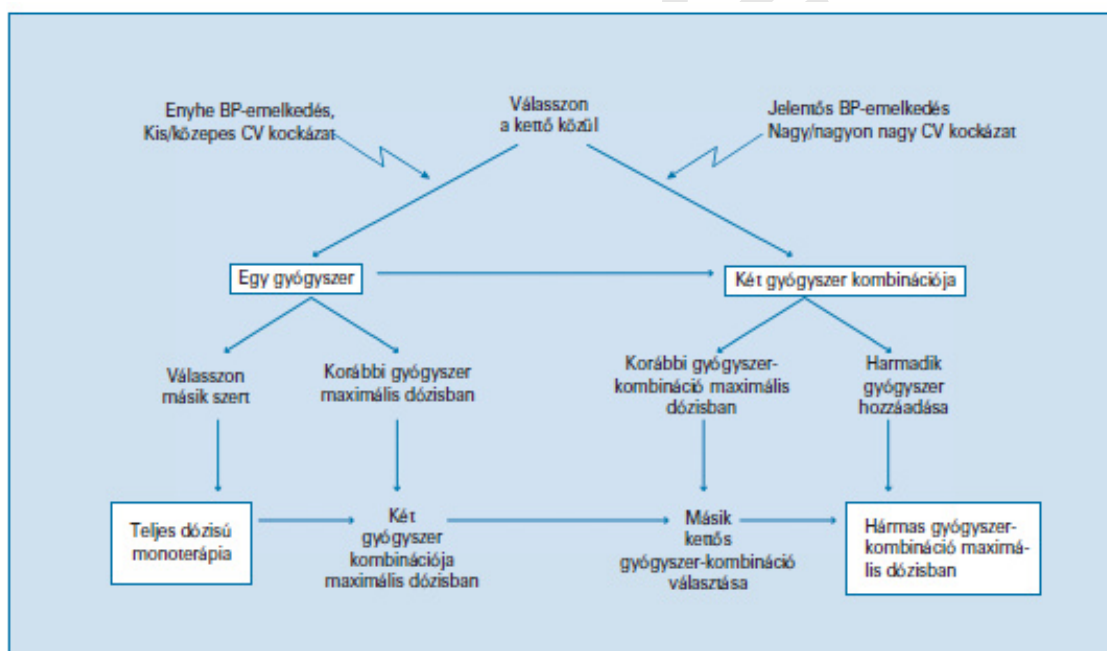 Enyhe BP-emelkedés,
Kis/közepes CV kockázat
Válasszon
a kettő közül
Jelentős BP-emelkedés
Nagy/nagyon nagy CV kockázat
Egy gyógyszer
Két gyógyszer kombinációja
Válasszon
másik szert
Korábbi gyógyszer
maximális dózisban
Korábbi gyógyszer-
kombináció maximális
dózisban
Harmadik
gyógyszer
hozzáadása
Teljes dózisú
monoterápia
Két
gyógyszer
kombinációja
maximális dózisban
Másik
kettős
gyógyszer-kombináció
választása
Hármas gyógyszer-
kombináció maximá-
lis dózisban